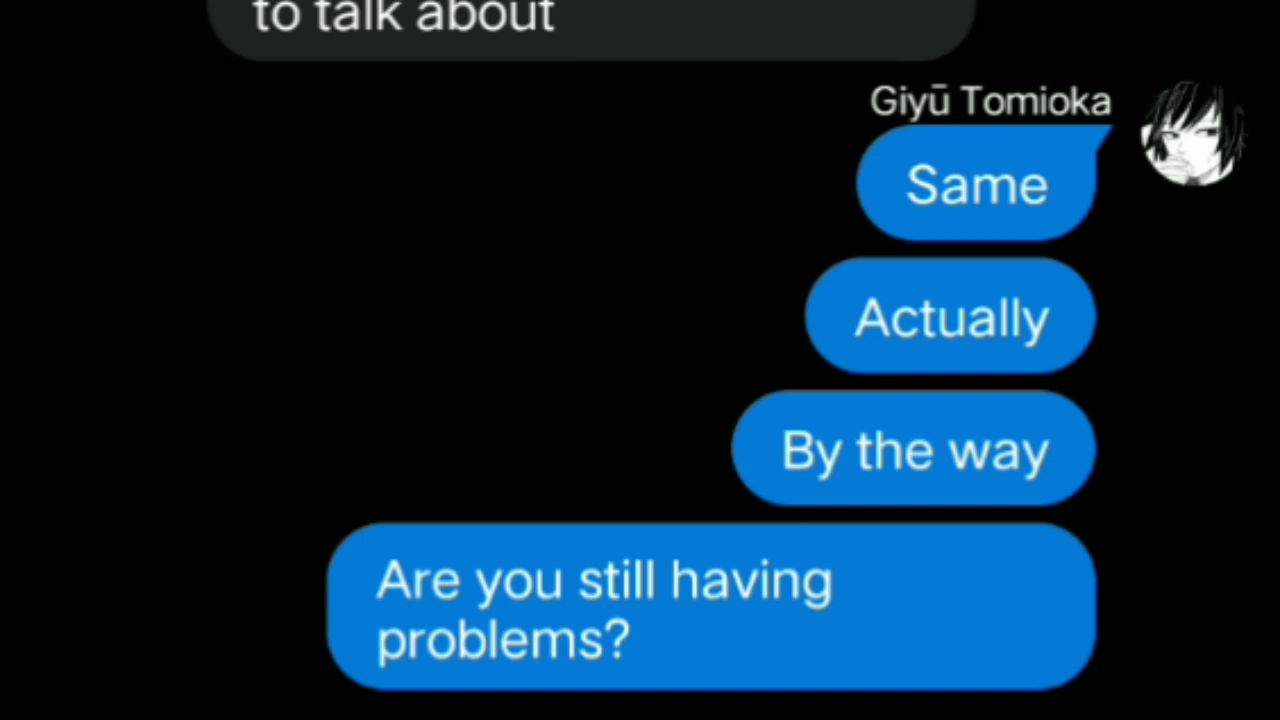 to talk about
Giyū Tomioka
Same
Actually
By the way
Are you still having
problems?